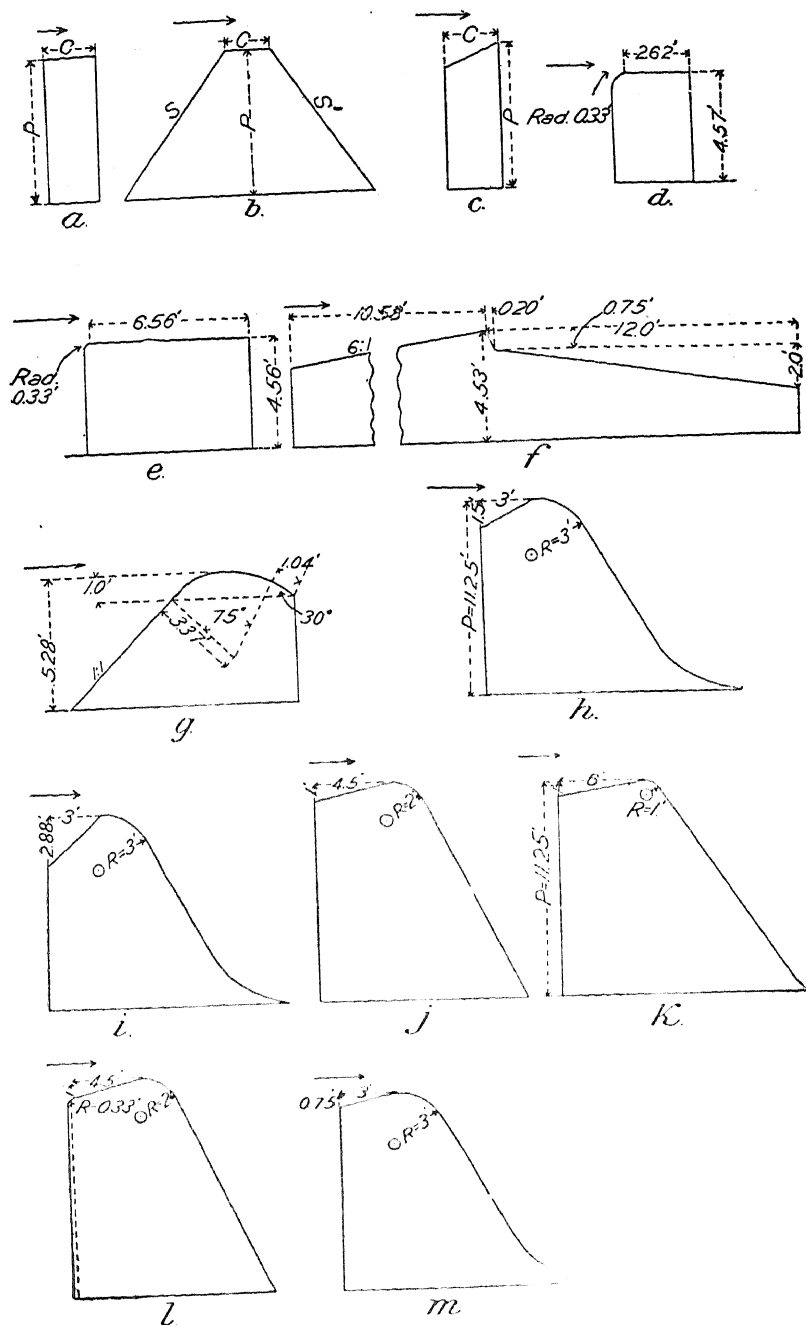 C
P
a.
C
S
P
S,
b.
C
P
c.
262'
Rad. 0.33'
4.57'
d.
6.56'
Rad. 0.33'
4.56'
e.
10.58'
0.20'
0.75'
12.0'
6:1
4.53'
2.0'
f
1.0'
1.04'
5.28'
3.37'
75°
30°
1:1
g.
3'
1.5'
R=3'
P=11.25'
h.
3'
2.88'
R=3'
i.
4.5'
R=2'
j
6'
R=1'
P=11.25'
k.
4.5'
R=0.33'
R=2'
l
0.75'
3'
R=3'
m